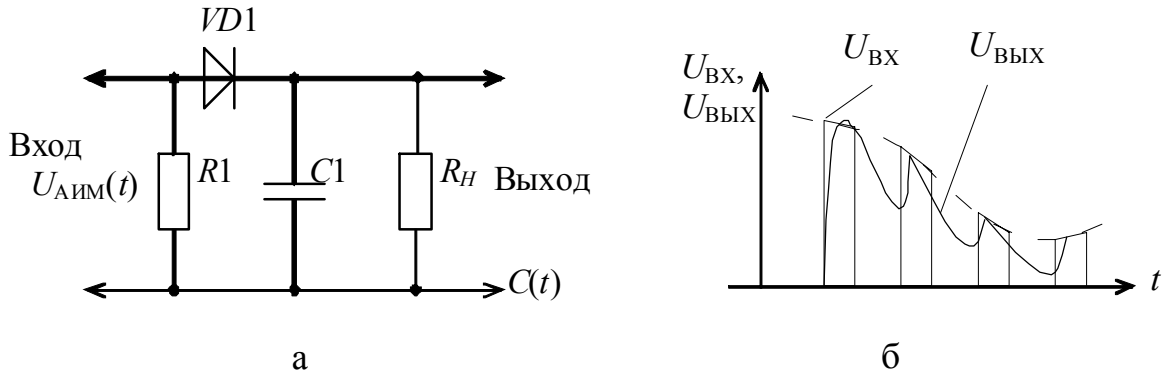 VD1
Вход
UАИМ(t)
R1
C1
RН
Выход
C(t)
а
UВХ,
UВЫХ
UВХ
UВЫХ
t
б